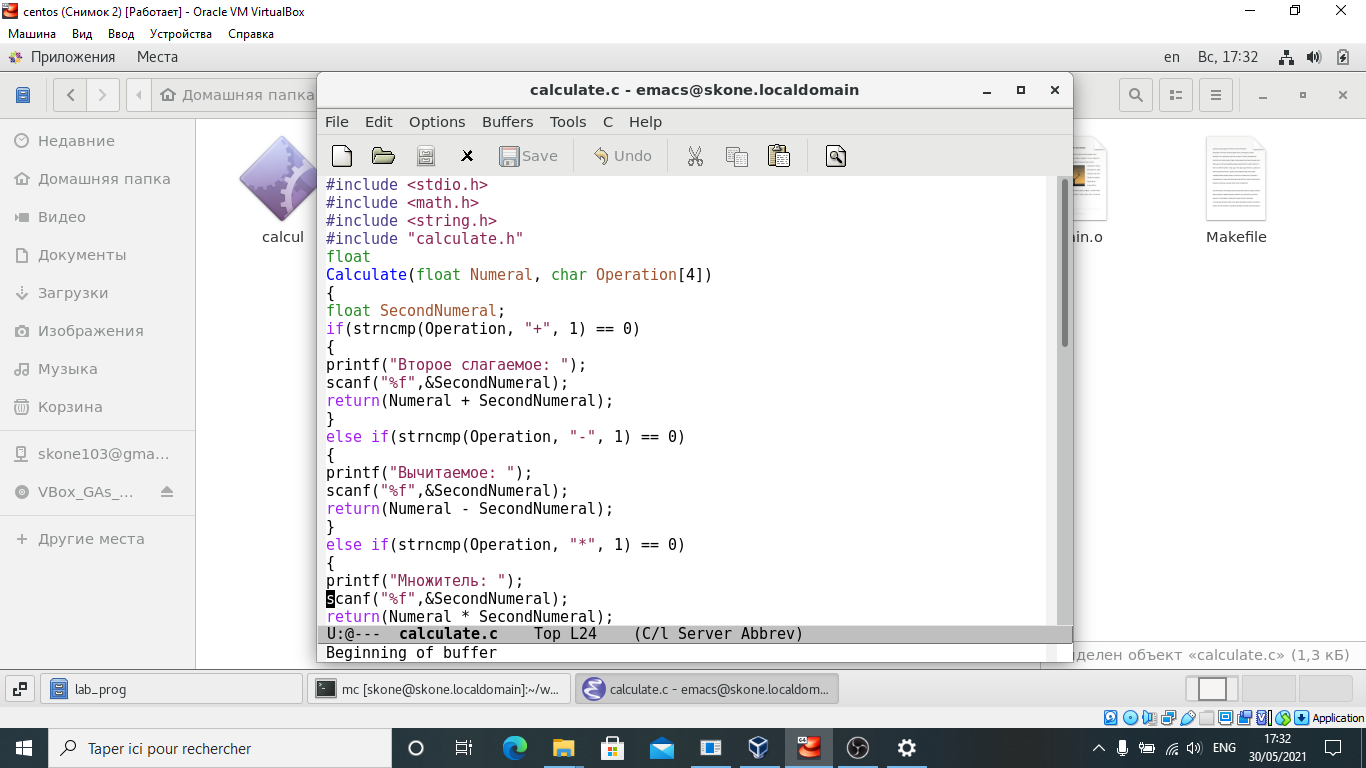 centos (Снимок 2) [Работает] - Oracle VM VirtualBox
Машина Вид Ввод Устройства Справка
Приложения Места en Вс, 17:32
Домашняя папка
calculate.c - emacs@skone.localdomain
File Edit Options Buffers Tools C Help
Save Undo
Недавние
Домашняя папка
Видео
Документы
Загрузки
Изображения
Музыка
Корзина
skone103@gma...
VBox_GAs_...
Другие места
calcul
Makefile
#include <stdio.h>
#include <math.h>
#include <string.h>
#include "calculate.h"
float
Calculate(float Numeral, char Operation[4])
{
float SecondNumeral;
if(strncmp(Operation, "+", 1) == 0)
{
printf("Второе слагаемое: ");
scanf("%f",&SecondNumeral);
return(Numeral + SecondNumeral);
}
else if(strncmp(Operation, "-", 1) == 0)
{
printf("Вычитаемое: ");
scanf("%f",&SecondNumeral);
return(Numeral - SecondNumeral);
}
else if(strncmp(Operation, "*", 1) == 0)
{
printf("Множитель: ");
scanf("%f",&SecondNumeral);
return(Numeral * SecondNumeral);
U:@--- calculate.c Top L24 (C/l Server Abbrev)
Beginning of buffer
объект «calculate.c» (1,3 кБ)
lab_prog
mc [skone@skone.localdomain]:~/w...
calculate.c - emacs@skone.localdom...
Application
Taper ici pour rechercher
ENG
17:32
30/05/2021